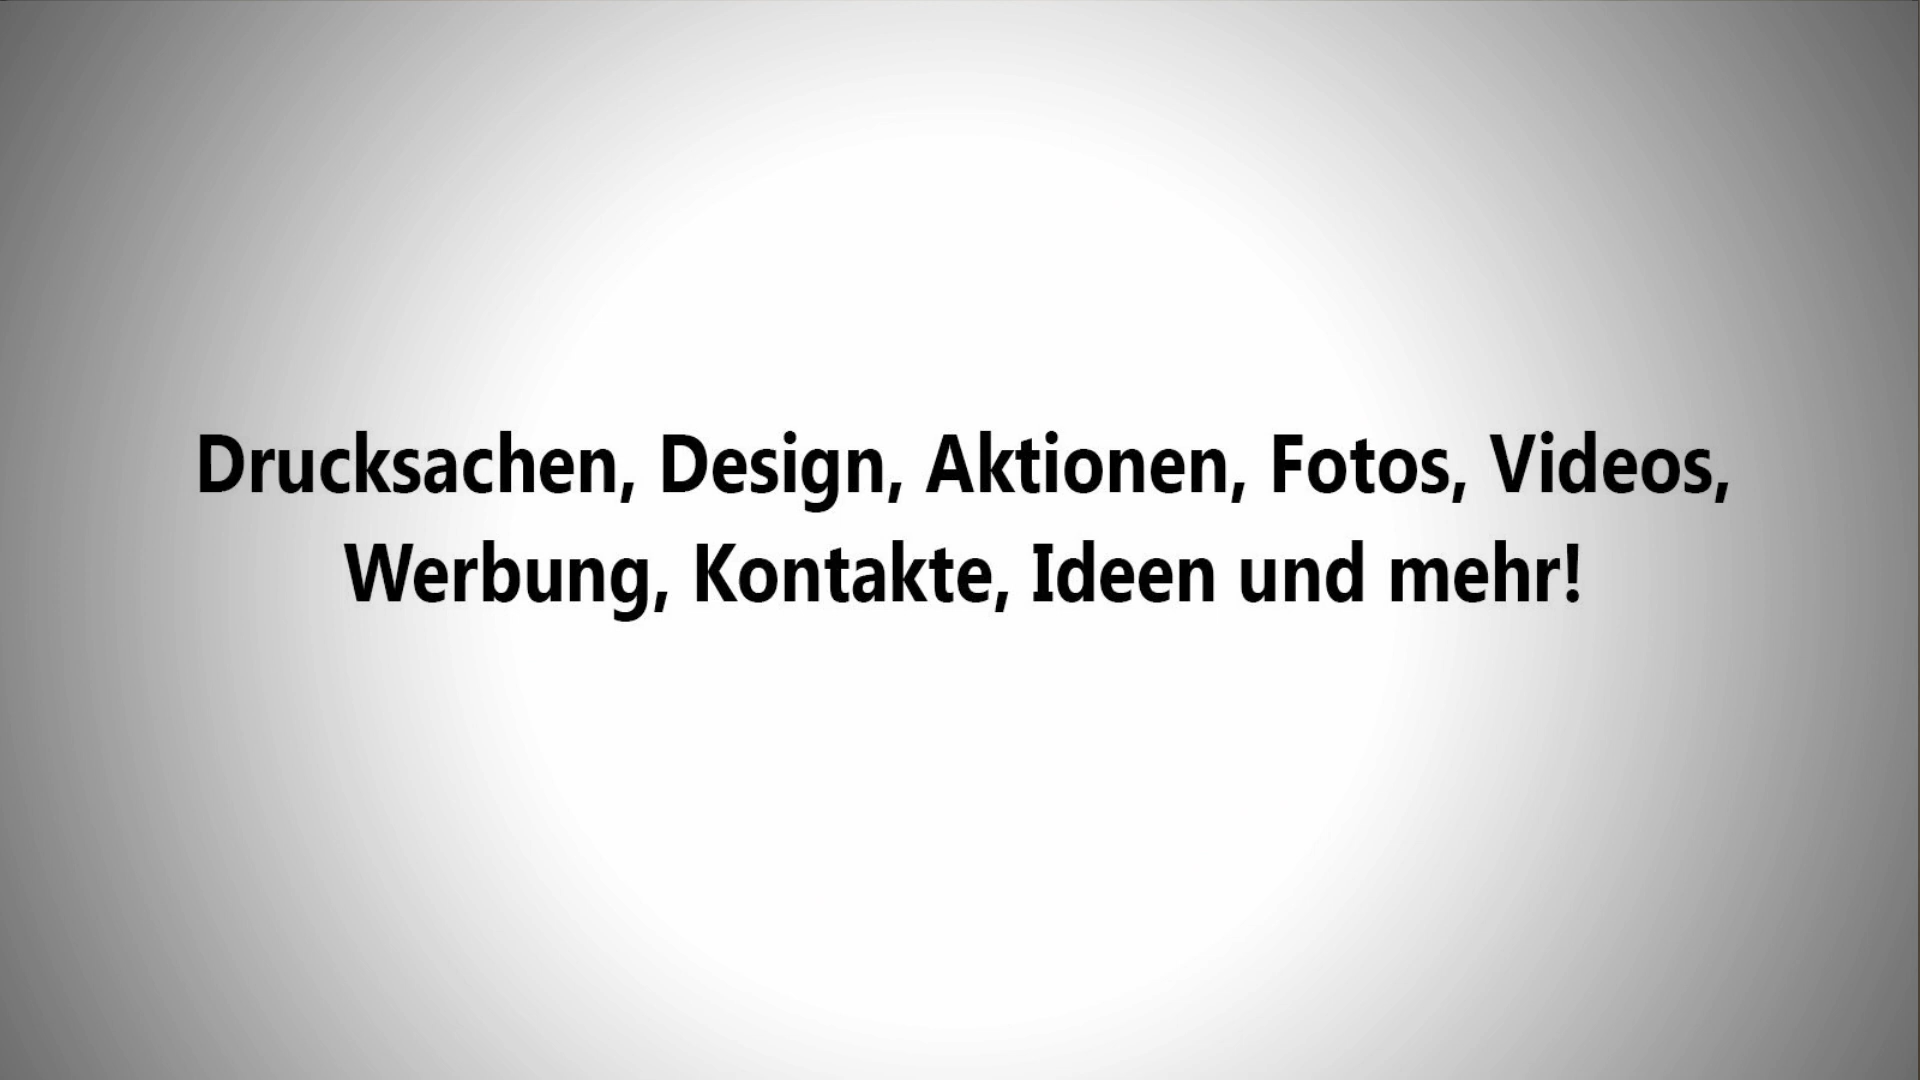 Drucksachen, Design, Aktionen, Fotos, Videos,
Werbung, Kontakte, Ideen und mehr!